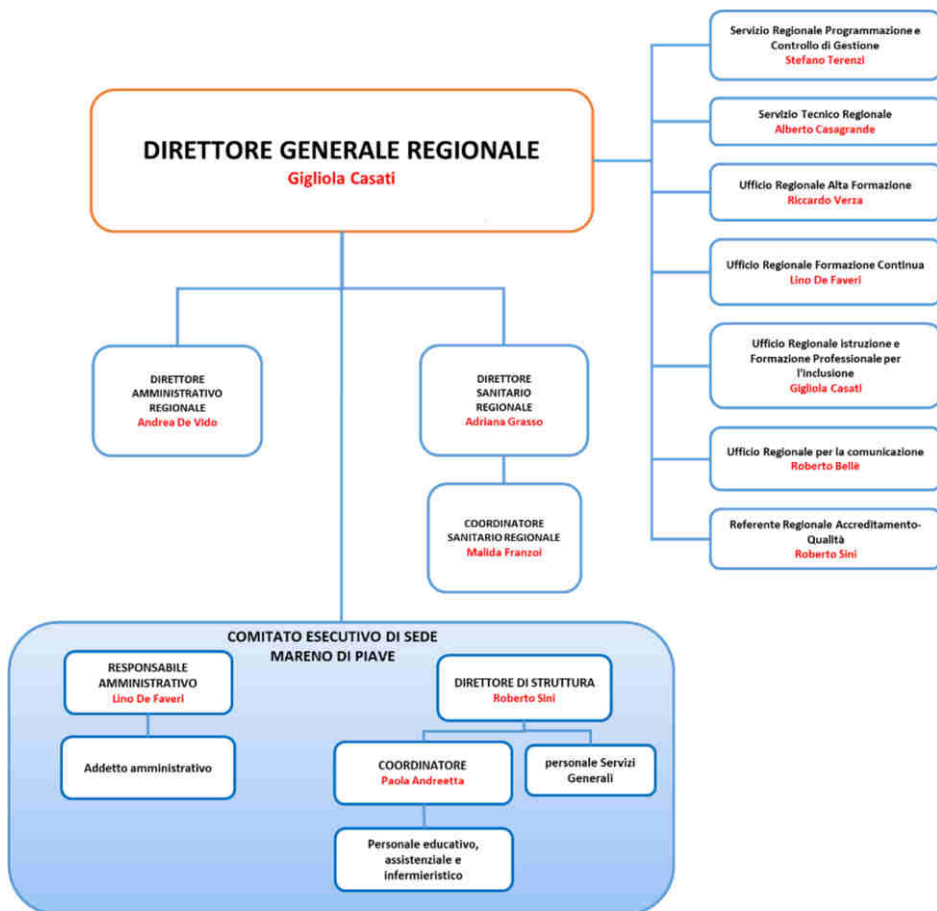 DIRETTORE GENERALE REGIONALE
Gigliola Casati
Servizio Regionale Programmazione e
Controllo di Gestione
Stefano Terenzi
Servizio Tecnico Regionale
Alberto Casagrande
Ufficio Regionale Alta Formazione
Riccardo Verza
Ufficio Regionale Formazione Continua
Lino De Faveri
Ufficio Regionale Istruzione e
Formazione Professionale per
l'inclusione
Gigliola Casati
Ufficio Regionale per la comunicazione
Roberto Bellè
Referente Regionale Accreditamento-
Qualità
Roberto Sini
DIRETTORE
AMMINISTRATIVO
REGIONALE
Andrea De Vido
DIRETTORE
SANITARIO
REGIONALE
Adriana Grasso
COORDINATORE
SANITARIO REGIONALE
Malida Franzoi
COMITATO ESECUTIVO DI SEDE
MARENO DI PIAVE
RESPONSABILE
AMMINISTRATIVO
Lino De Faveri
Addetto amministrativo
DIRETTORE DI STRUTTURA
Roberto Sini
COORDINATORE
Paola Andreetta
personale Servizi
Generali
Personale educativo,
assistenziale e
infermieristico